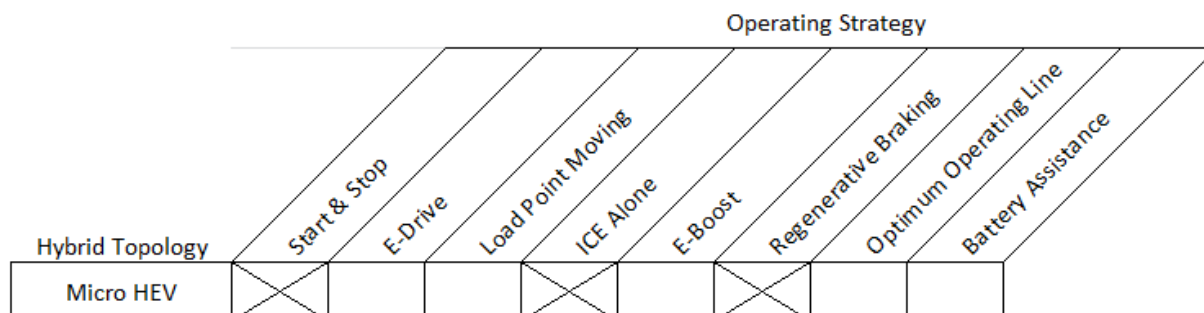 Operating Strategy
Start & Stop
E-Drive
Load Point Moving
ICE Alone
E-Boost
Regenerative Braking
Optimum Operating Line
Battery Assistance
Hybrid Topology
Micro HEV